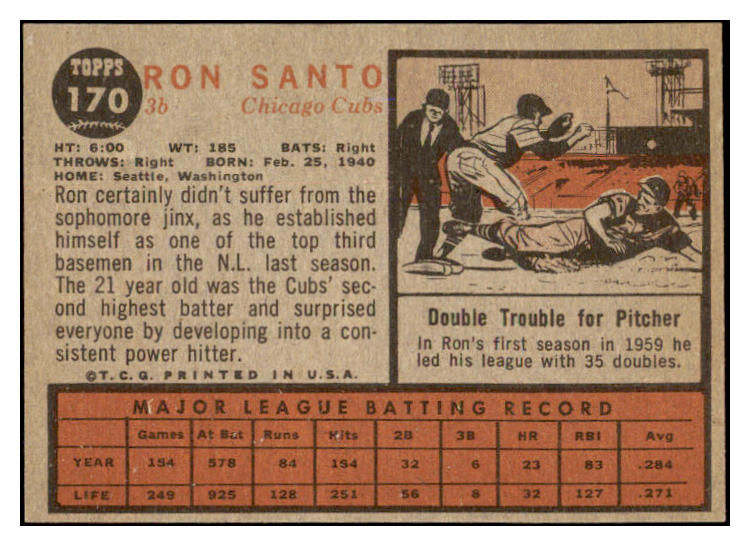 TOPPS
170
RON SANTO
3b Chicago Cubs
HT: 6:00 WT: 185 BATS: Right
THROWS: Right BORN: Feb. 25, 1940
HOME: Seattle, Washington
Ron certainly didn't suffer from the
sophomore jinx, as he established
himself as one of the top third
basemen in the N.L. last season.
The 21 year old was the Cubs' sec-
ond highest batter and surprised
everyone by developing into a con-
sistent power hitter.
©T.C.G. PRINTED IN U.S.A.
Double Trouble for Pitcher
In Ron's first season in 1959 he
led his league with 35 doubles.
MAJOR LEAGUE BATTING RECORD
Games At Bat Runs Hits 2B 3B HR RBI Avg
YEAR 154 578 84 154 32 6 23 83 .284
LIFE 249 925 128 251 56 8 32 127 .271